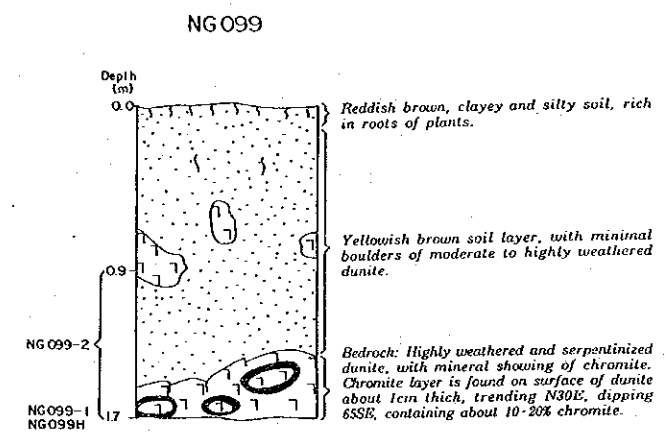 NG099
Depth
(m)
0.0
Reddish brown, clayey and silty soil, rich
in roots of plants.
Yellowish brown soil layer, with minimal
boulders of moderate to highly weathered
dunite.
0.9
NG099-2
Bedrock: Highly weathered and serpentinized
dunite, with mineral showing of chromite.
Chromite layer is found on surface of dunite
about 1cm thich, trending N30E, dipping
65SE, containing about 10-20% chromite.
NG099-1
NG099H
1.7